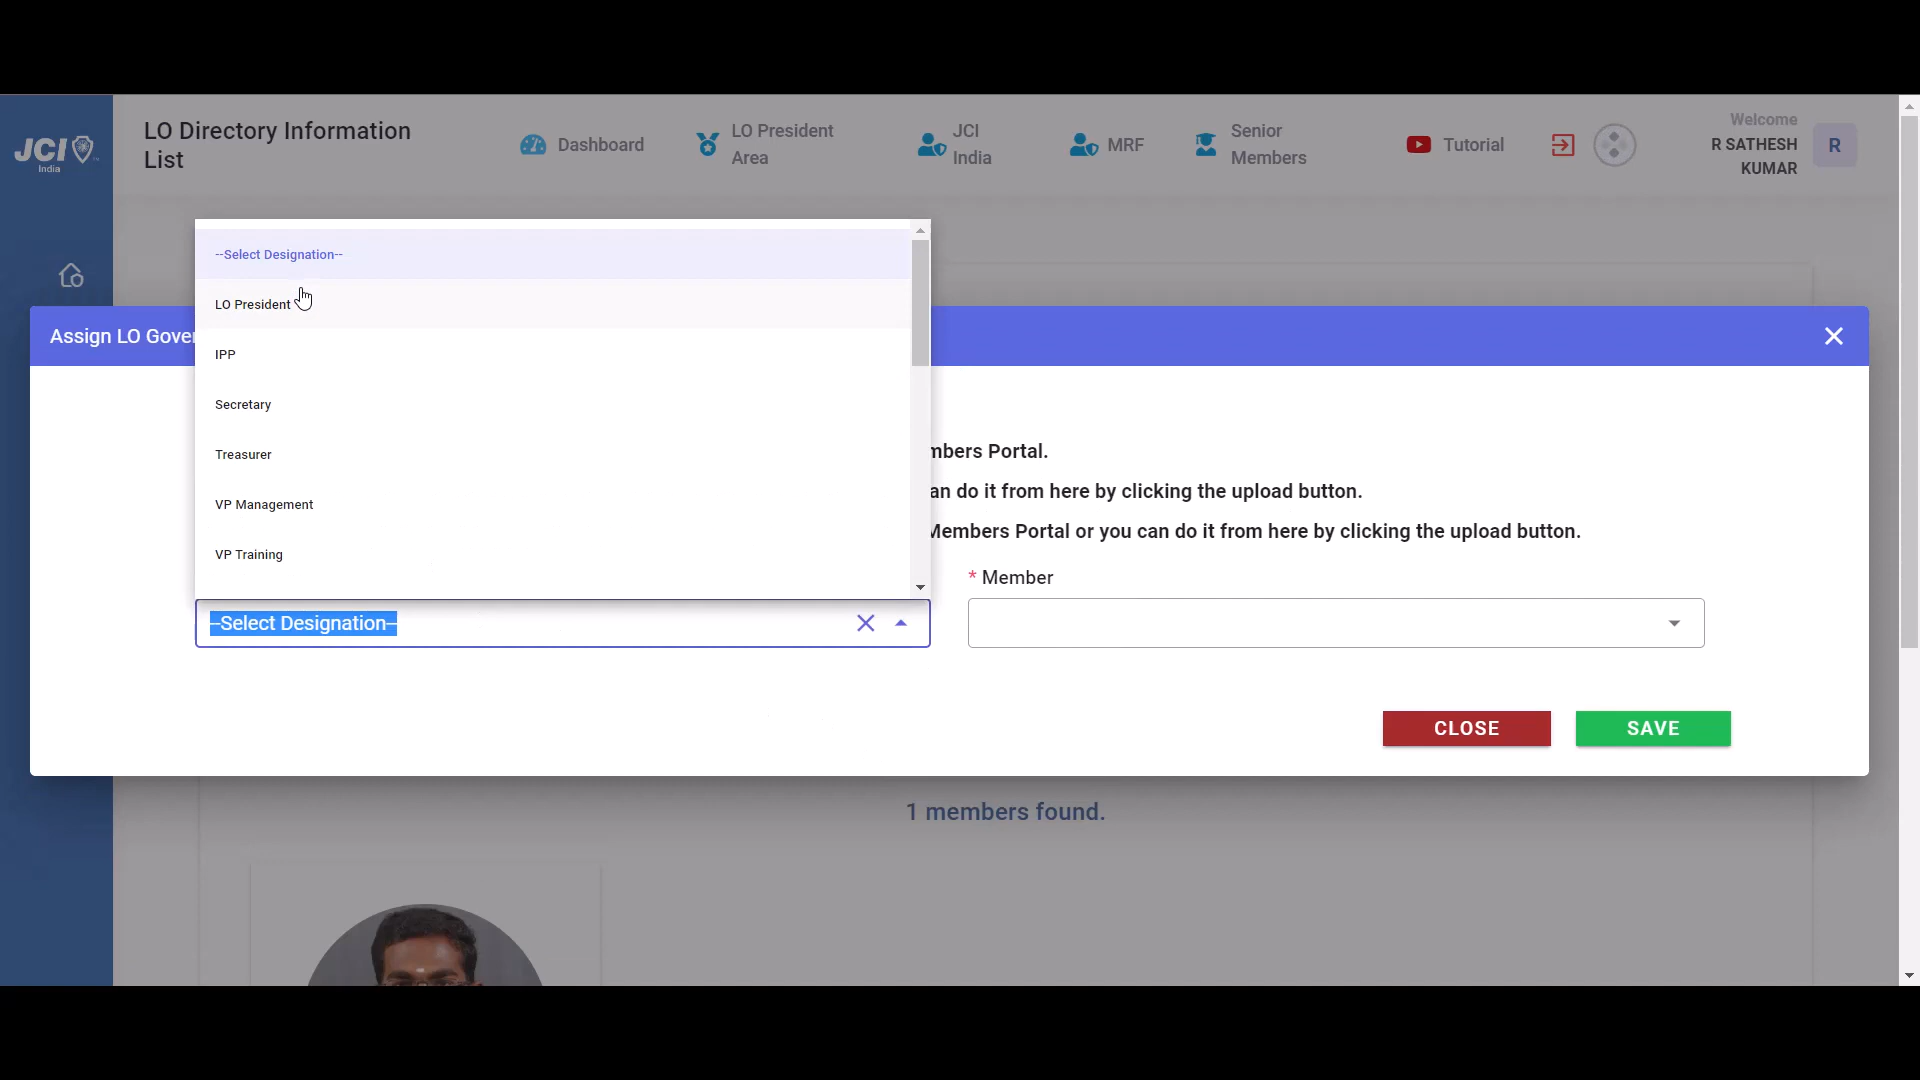 JCI
India
LO Directory Information
List
Dashboard
LO President
Area
JCI
India
MRF
Senior
Members
Tutorial
Welcome
R SATHESH
KUMAR
R
--Select Designation--
LO President
IPP
Secretary
Treasurer
VP Management
VP Training
Assign LO Gover
mbers Portal.
an do it from here by clicking the upload button.
Members Portal or you can do it from here by clicking the upload button.
* Member
--Select Designation--
CLOSE
SAVE
1 members found.